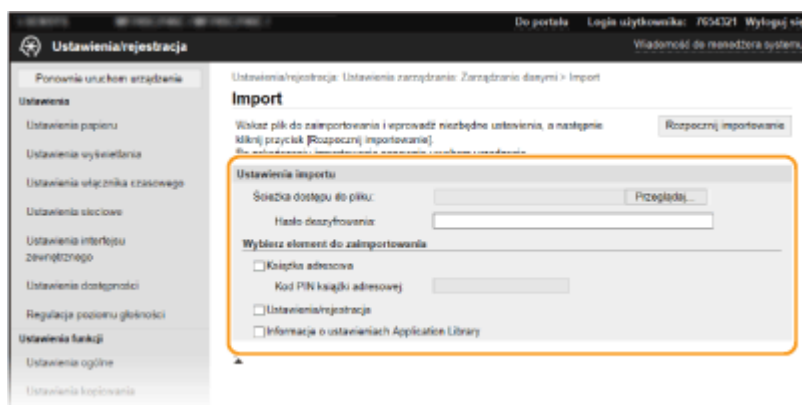 Do portalu Login użytkownika: 7654321 Wyloguj się
Ustawienia/rejestracja
Wiadomość do menedżera systemu
Ponownie uruchom urządzenie
Ustawienia
Ustawienia papieru
Ustawienia wyświetlania
Ustawienia włącznika czasowego
Ustawienia sieciowe
Ustawienia interfejsu
zewnętrznego
Ustawienia dostępności
Regulacja poziomu głośności
Ustawienia funkcji
Ustawienia ogólne
Ustawienia kopiowania
Ustawienia/rejestracja: Ustawienia zarządzania: Zarządzanie danymi > Import
Import
Wskaż plik do zaimportowania i wprowadź niezbędne ustawienia, a następnie
kliknij przycisk [Rozpocznij importowanie].
Rozpocznij importowanie
Ustawienia importu
Ścieżka dostępu do pliku:
Przeglądaj...
Hasło deszyfrowania:
Wybierz element do zaimportowania
Książka adresowa
Kod PIN książki adresowej:
Ustawienia/rejestracja
Informacje o ustawieniach Application Library